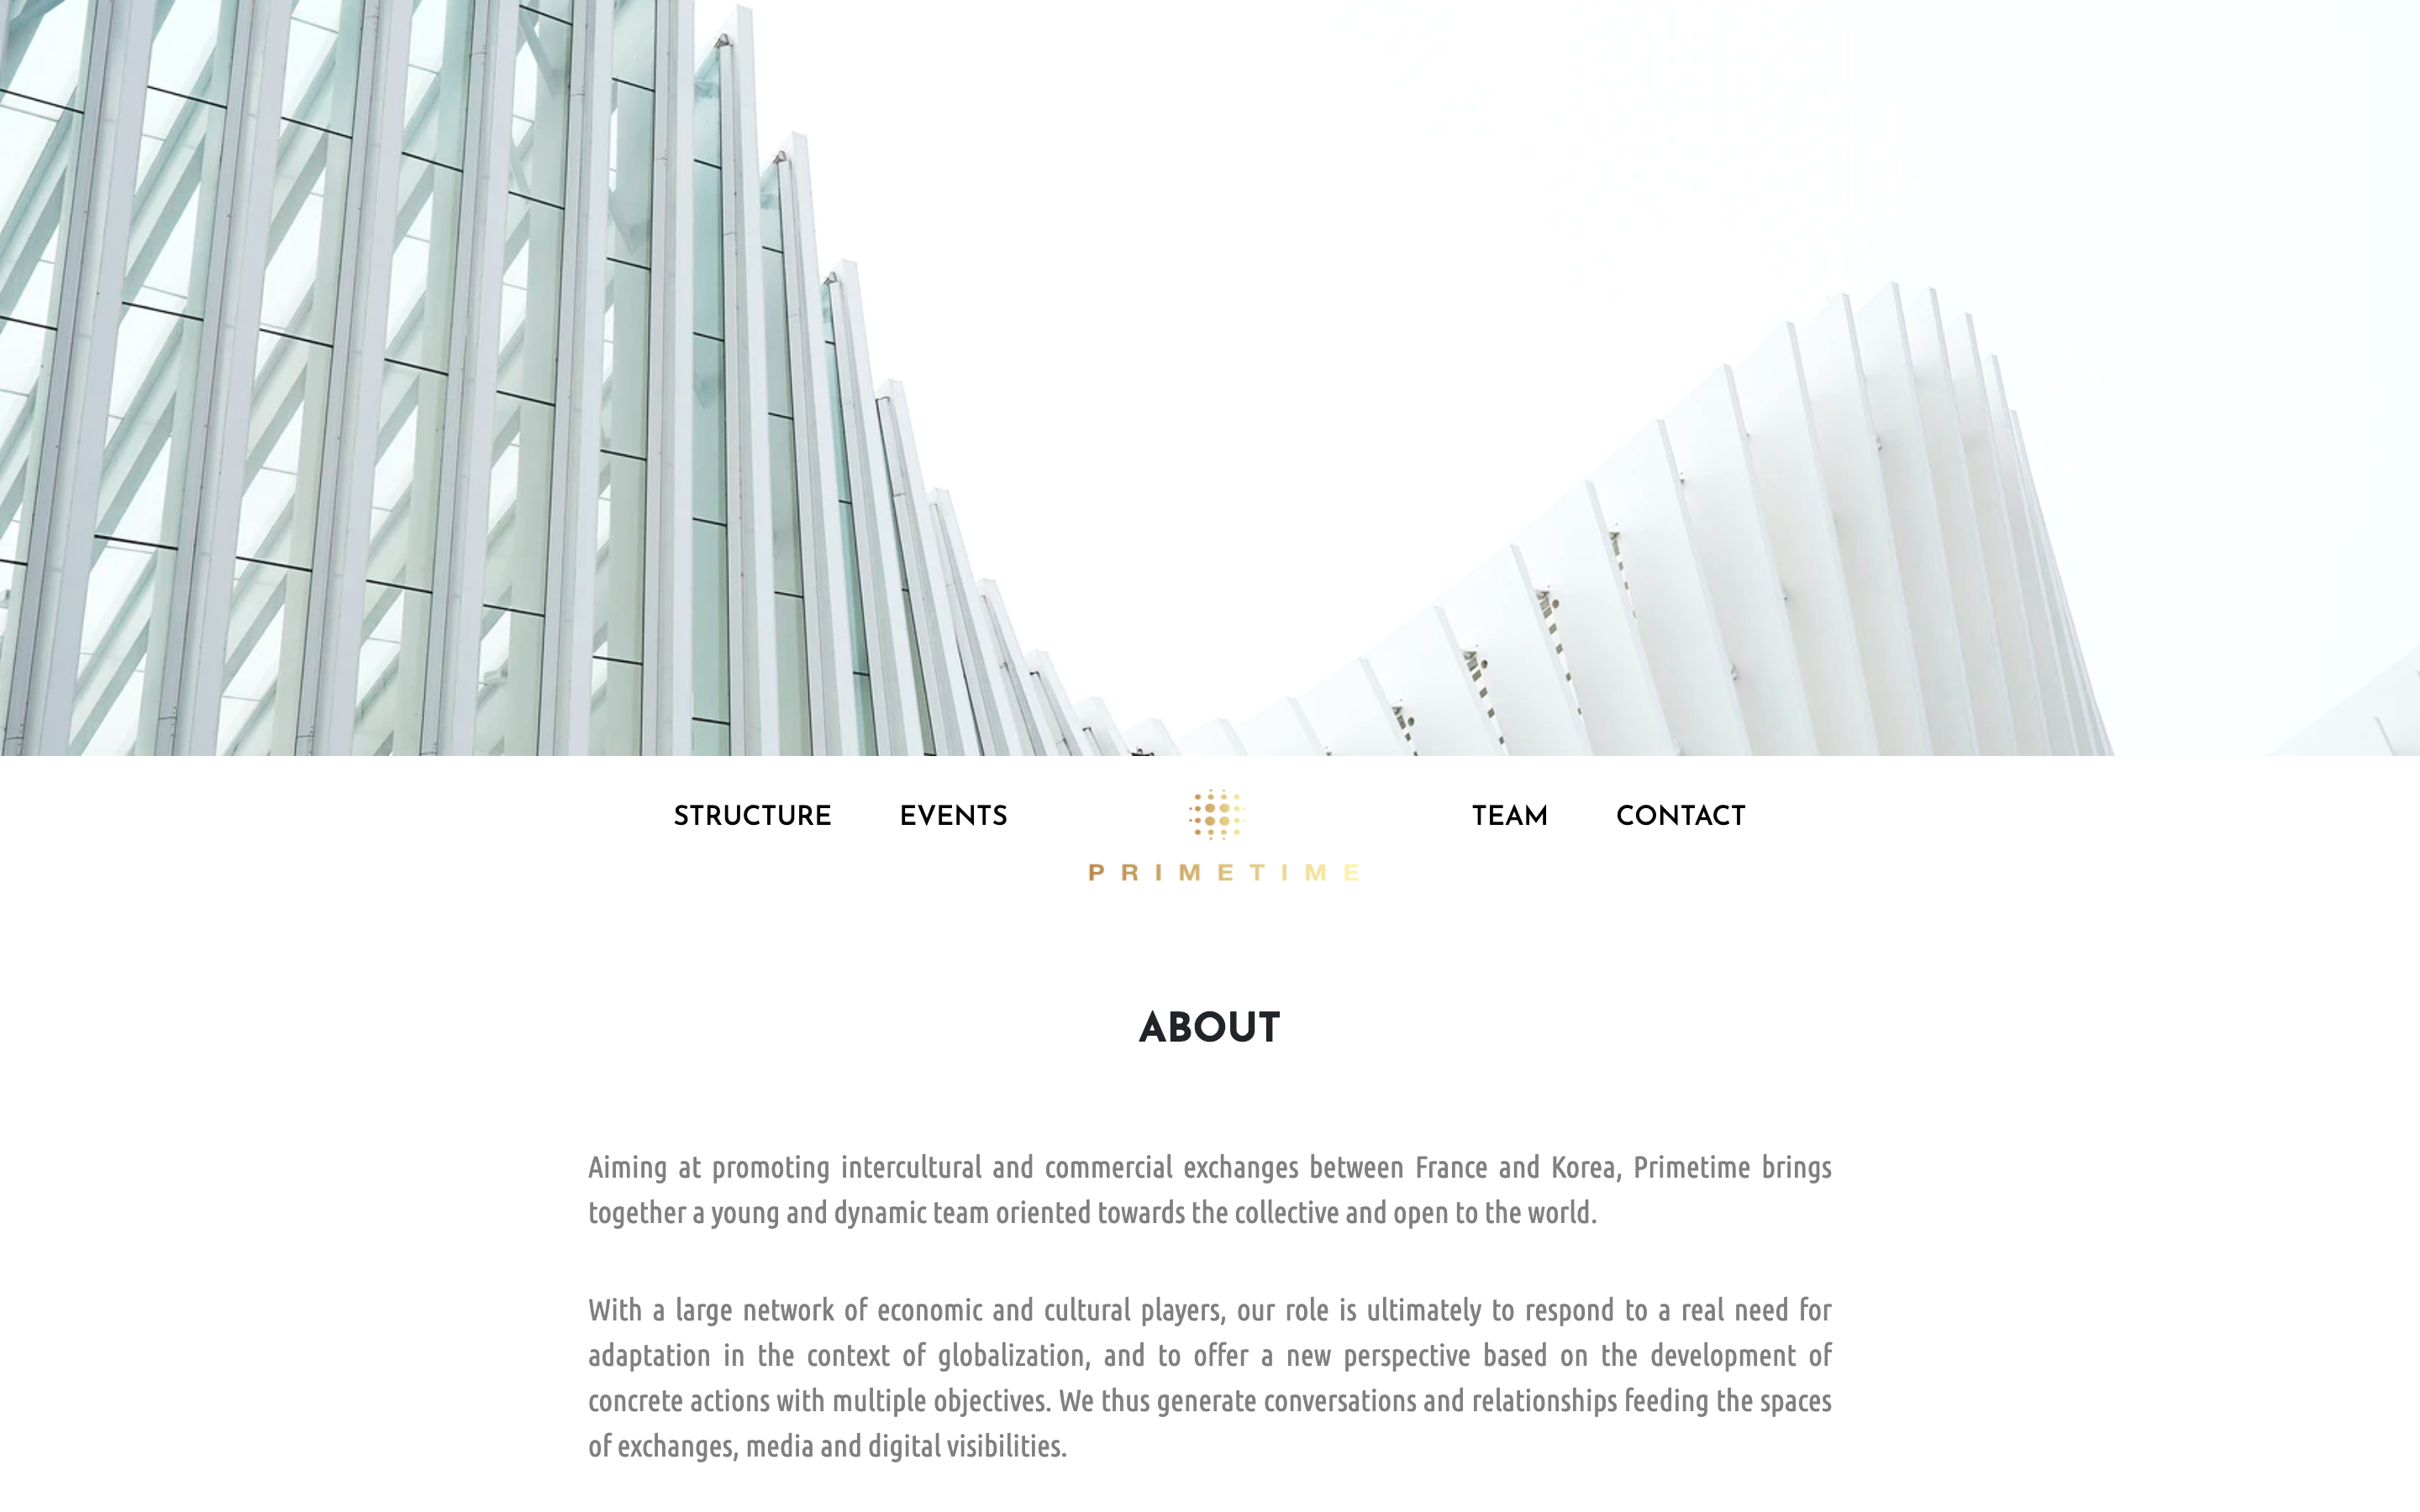 STRUCTURE EVENTS TEAM CONTACT
PRIMETIME
ABOUT
Aiming at promoting intercultural and commercial exchanges between France and Korea, Primetime brings
together a young and dynamic team oriented towards the collective and open to the world.
With a large network of economic and cultural players, our role is ultimately to respond to a real need for
adaptation in the context of globalization, and to offer a new perspective based on the development of
concrete actions with multiple objectives. We thus generate conversations and relationships feeding the spaces
of exchanges, media and digital visibilities.